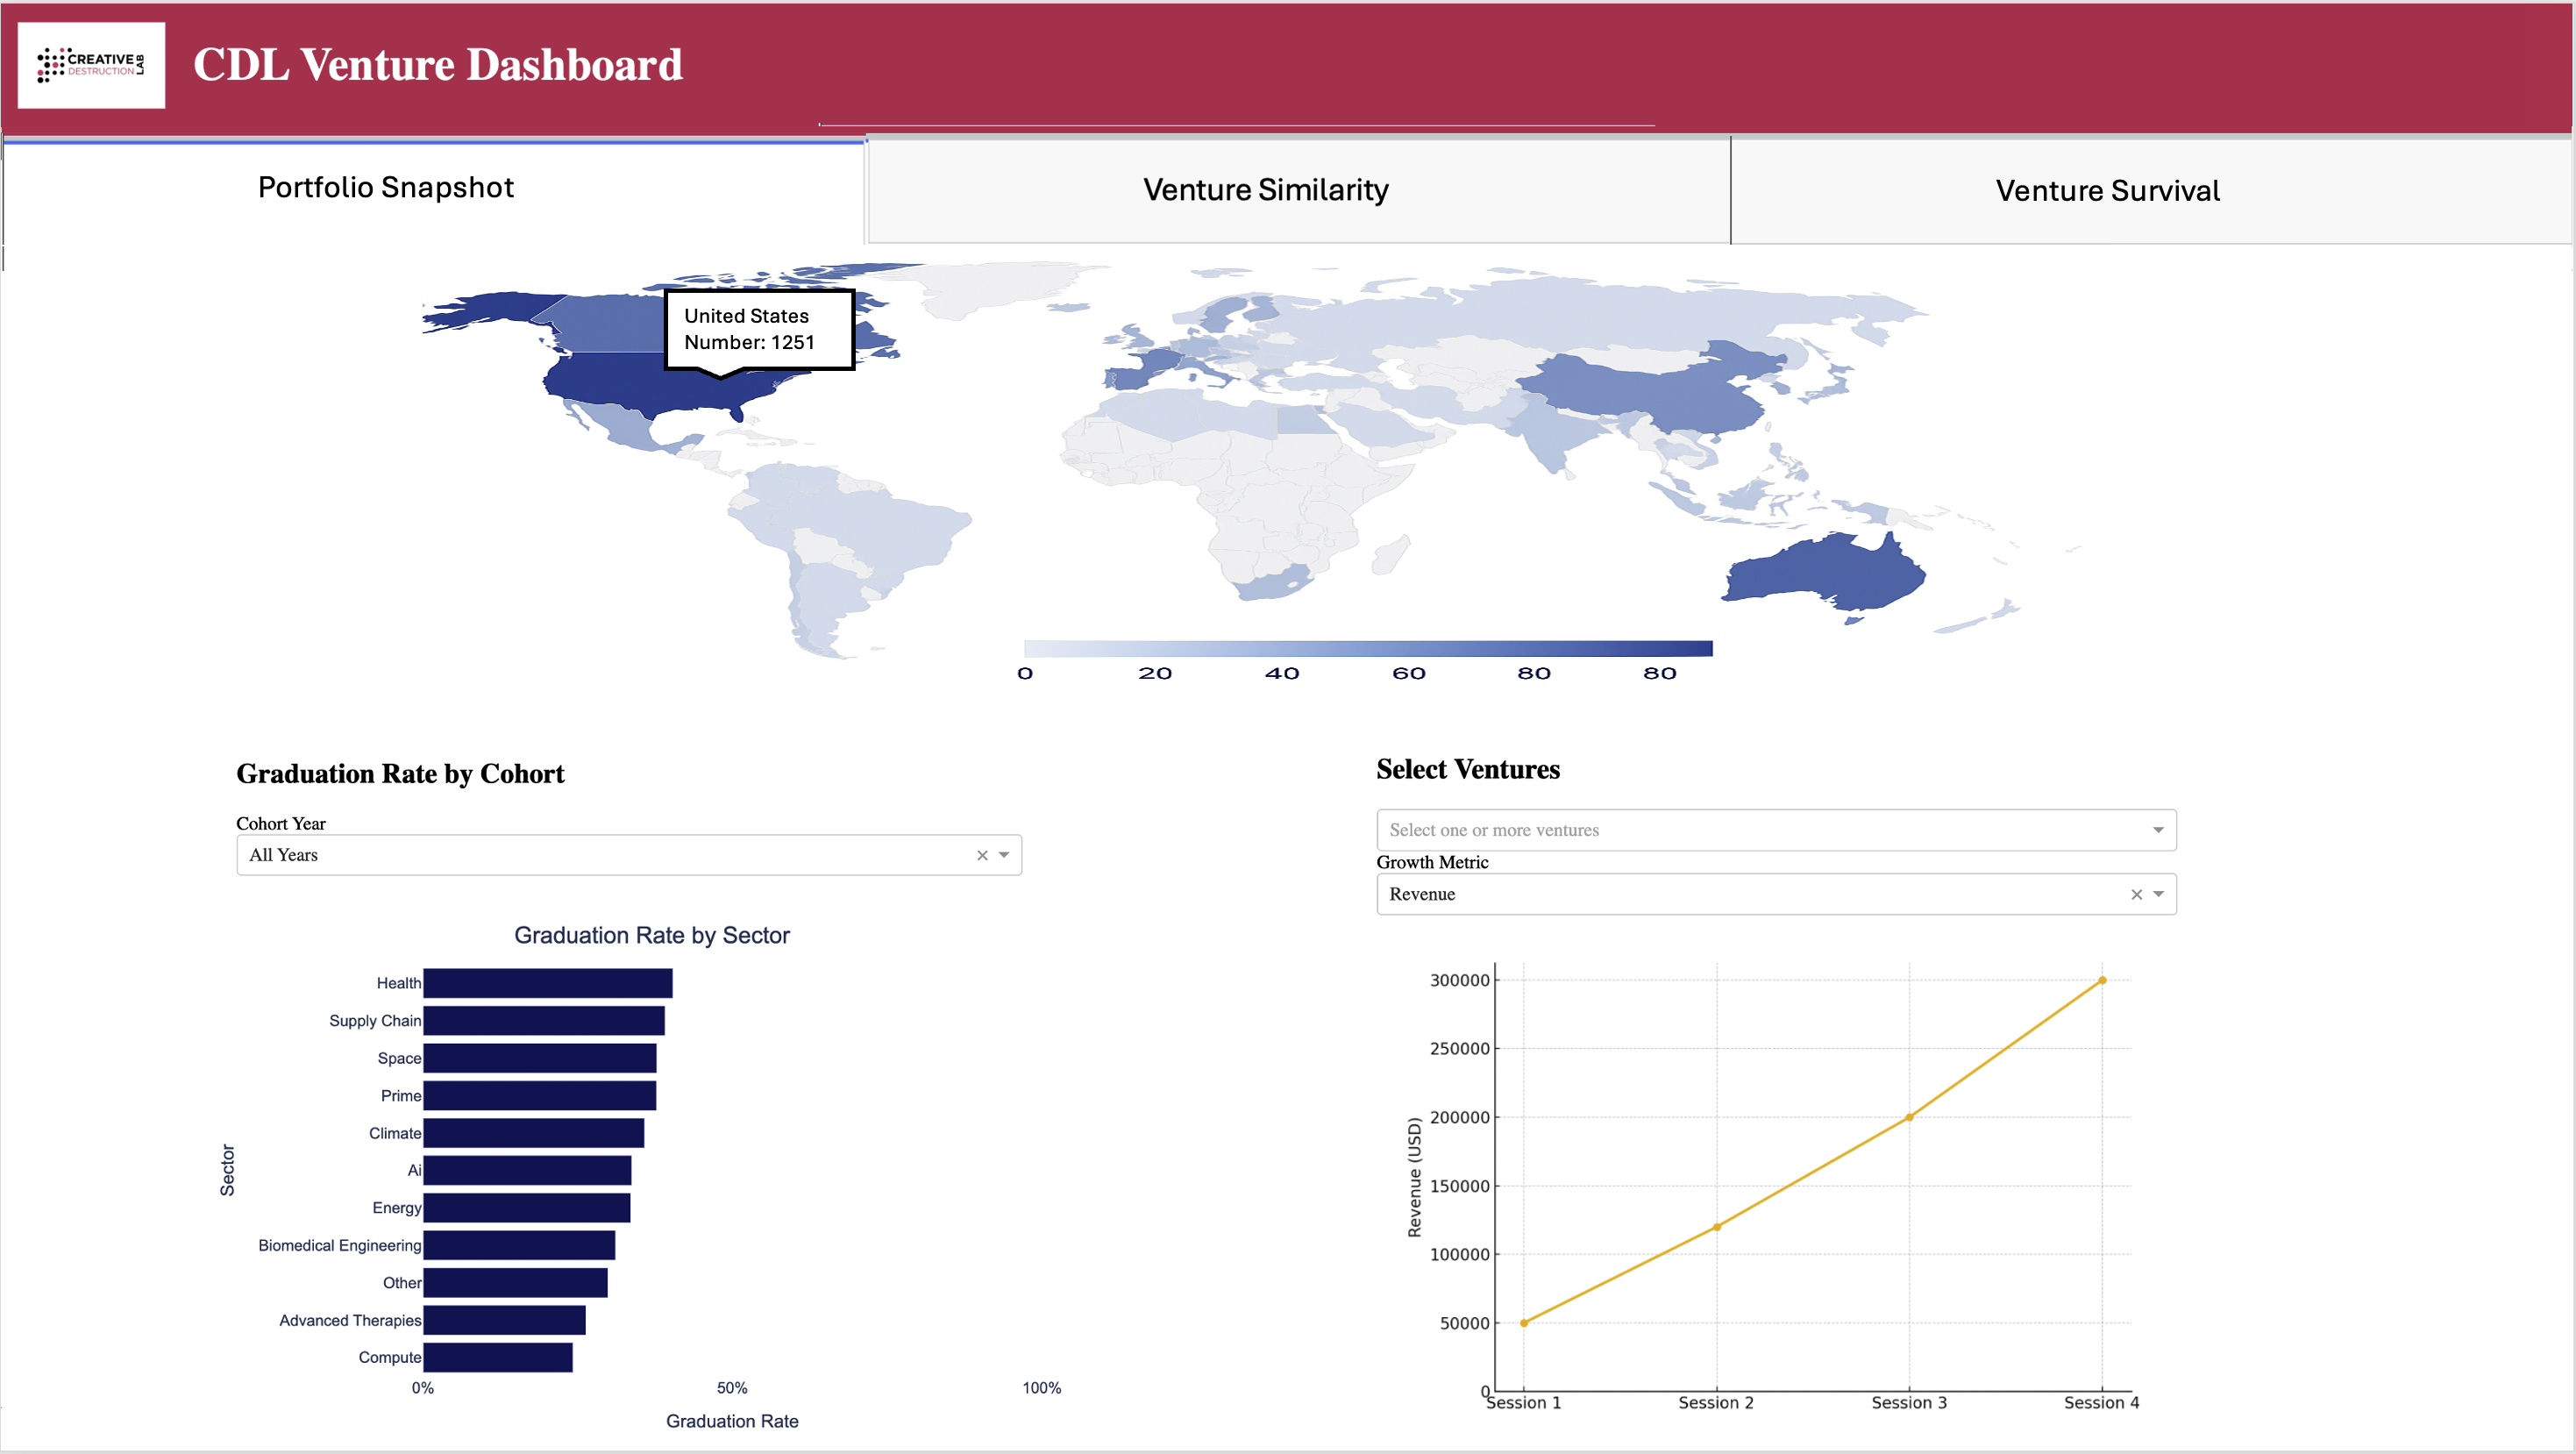 CREATIVE
DESTRUCTION
LAB
CDL Venture Dashboard
Portfolio Snapshot
Venture Similarity
Venture Survival
United States
Number: 1251
0 20 40 60 80 80
Graduation Rate by Cohort
Cohort Year
All Years
Graduation Rate by Sector
Sector
Health
Supply Chain
Space
Prime
Climate
Ai
Energy
Biomedical Engineering
Other
Advanced Therapies
Compute
0% 50% 100%
Graduation Rate
Select Ventures
Select one or more ventures
Growth Metric
Revenue
Revenue (USD)
300000
250000
200000
150000
100000
50000
0
Session 1 Session 2 Session 3 Session 4